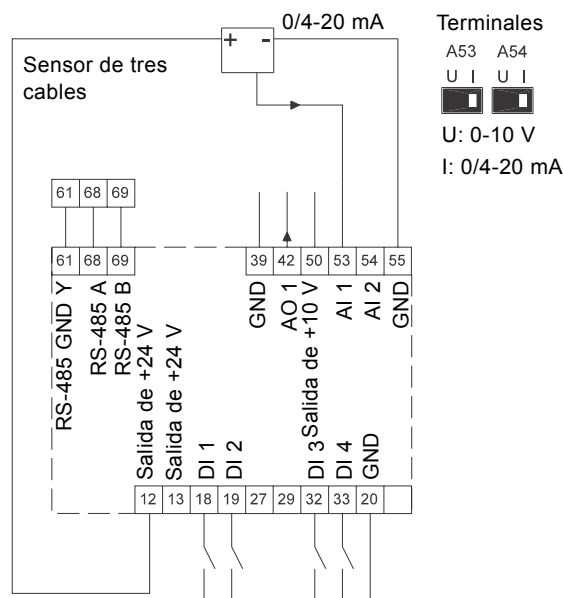 0/4-20 mA
+ -
Sensor de tres
cables
Terminales
A53 A54
U I U I
U: 0-10 V
I: 0/4-20 mA
61 68 69
61 68 69 39 42 50 53 54 55
RS-485 GND Y
RS-485 A
RS-485 B
GND
AO 1
Salida de +10 V
AI 1
AI 2
GND
Salida de +24 V
Salida de +24 V
DI 1
DI 2
DI 3
DI 4
GND
12 13 18 19 27 29 32 33 20